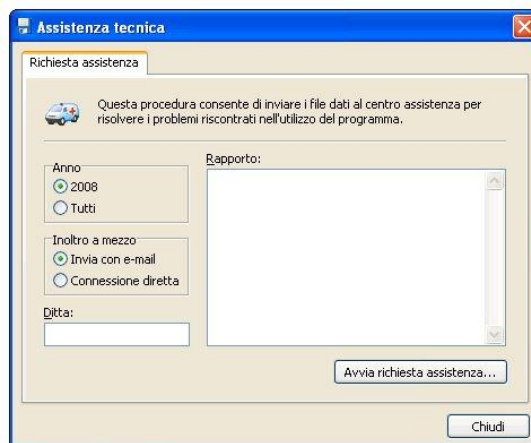 Assistenza tecnica
Richiesta assistenza
Questa procedura consente di inviare i file dati al centro assistenza per
risolvere i problemi riscontrati nell'utilizzo del programma.
Anno
2008
Tutti
Inoltro a mezzo
Invia con e-mail
Connessione diretta
Ditta:
Rapporto:
Avvia richiesta assistenza...
Chiudi